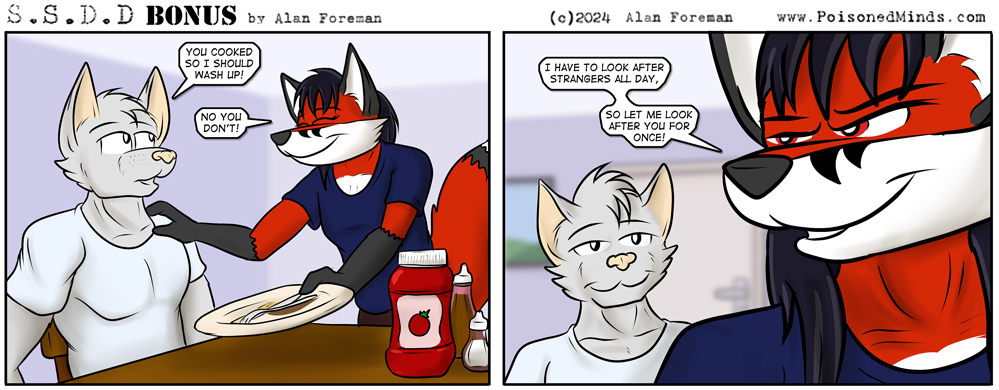 S.S.D.D BONUS by Alan Foreman (c)2024 Alan Foreman www.PoisonedMinds.com
YOU COOKED
SO I SHOULD
WASH UP!
NO YOU
DON'T!
I HAVE TO LOOK AFTER
STRANGERS ALL DAY,
SO LET ME LOOK
AFTER YOU FOR
ONCE!